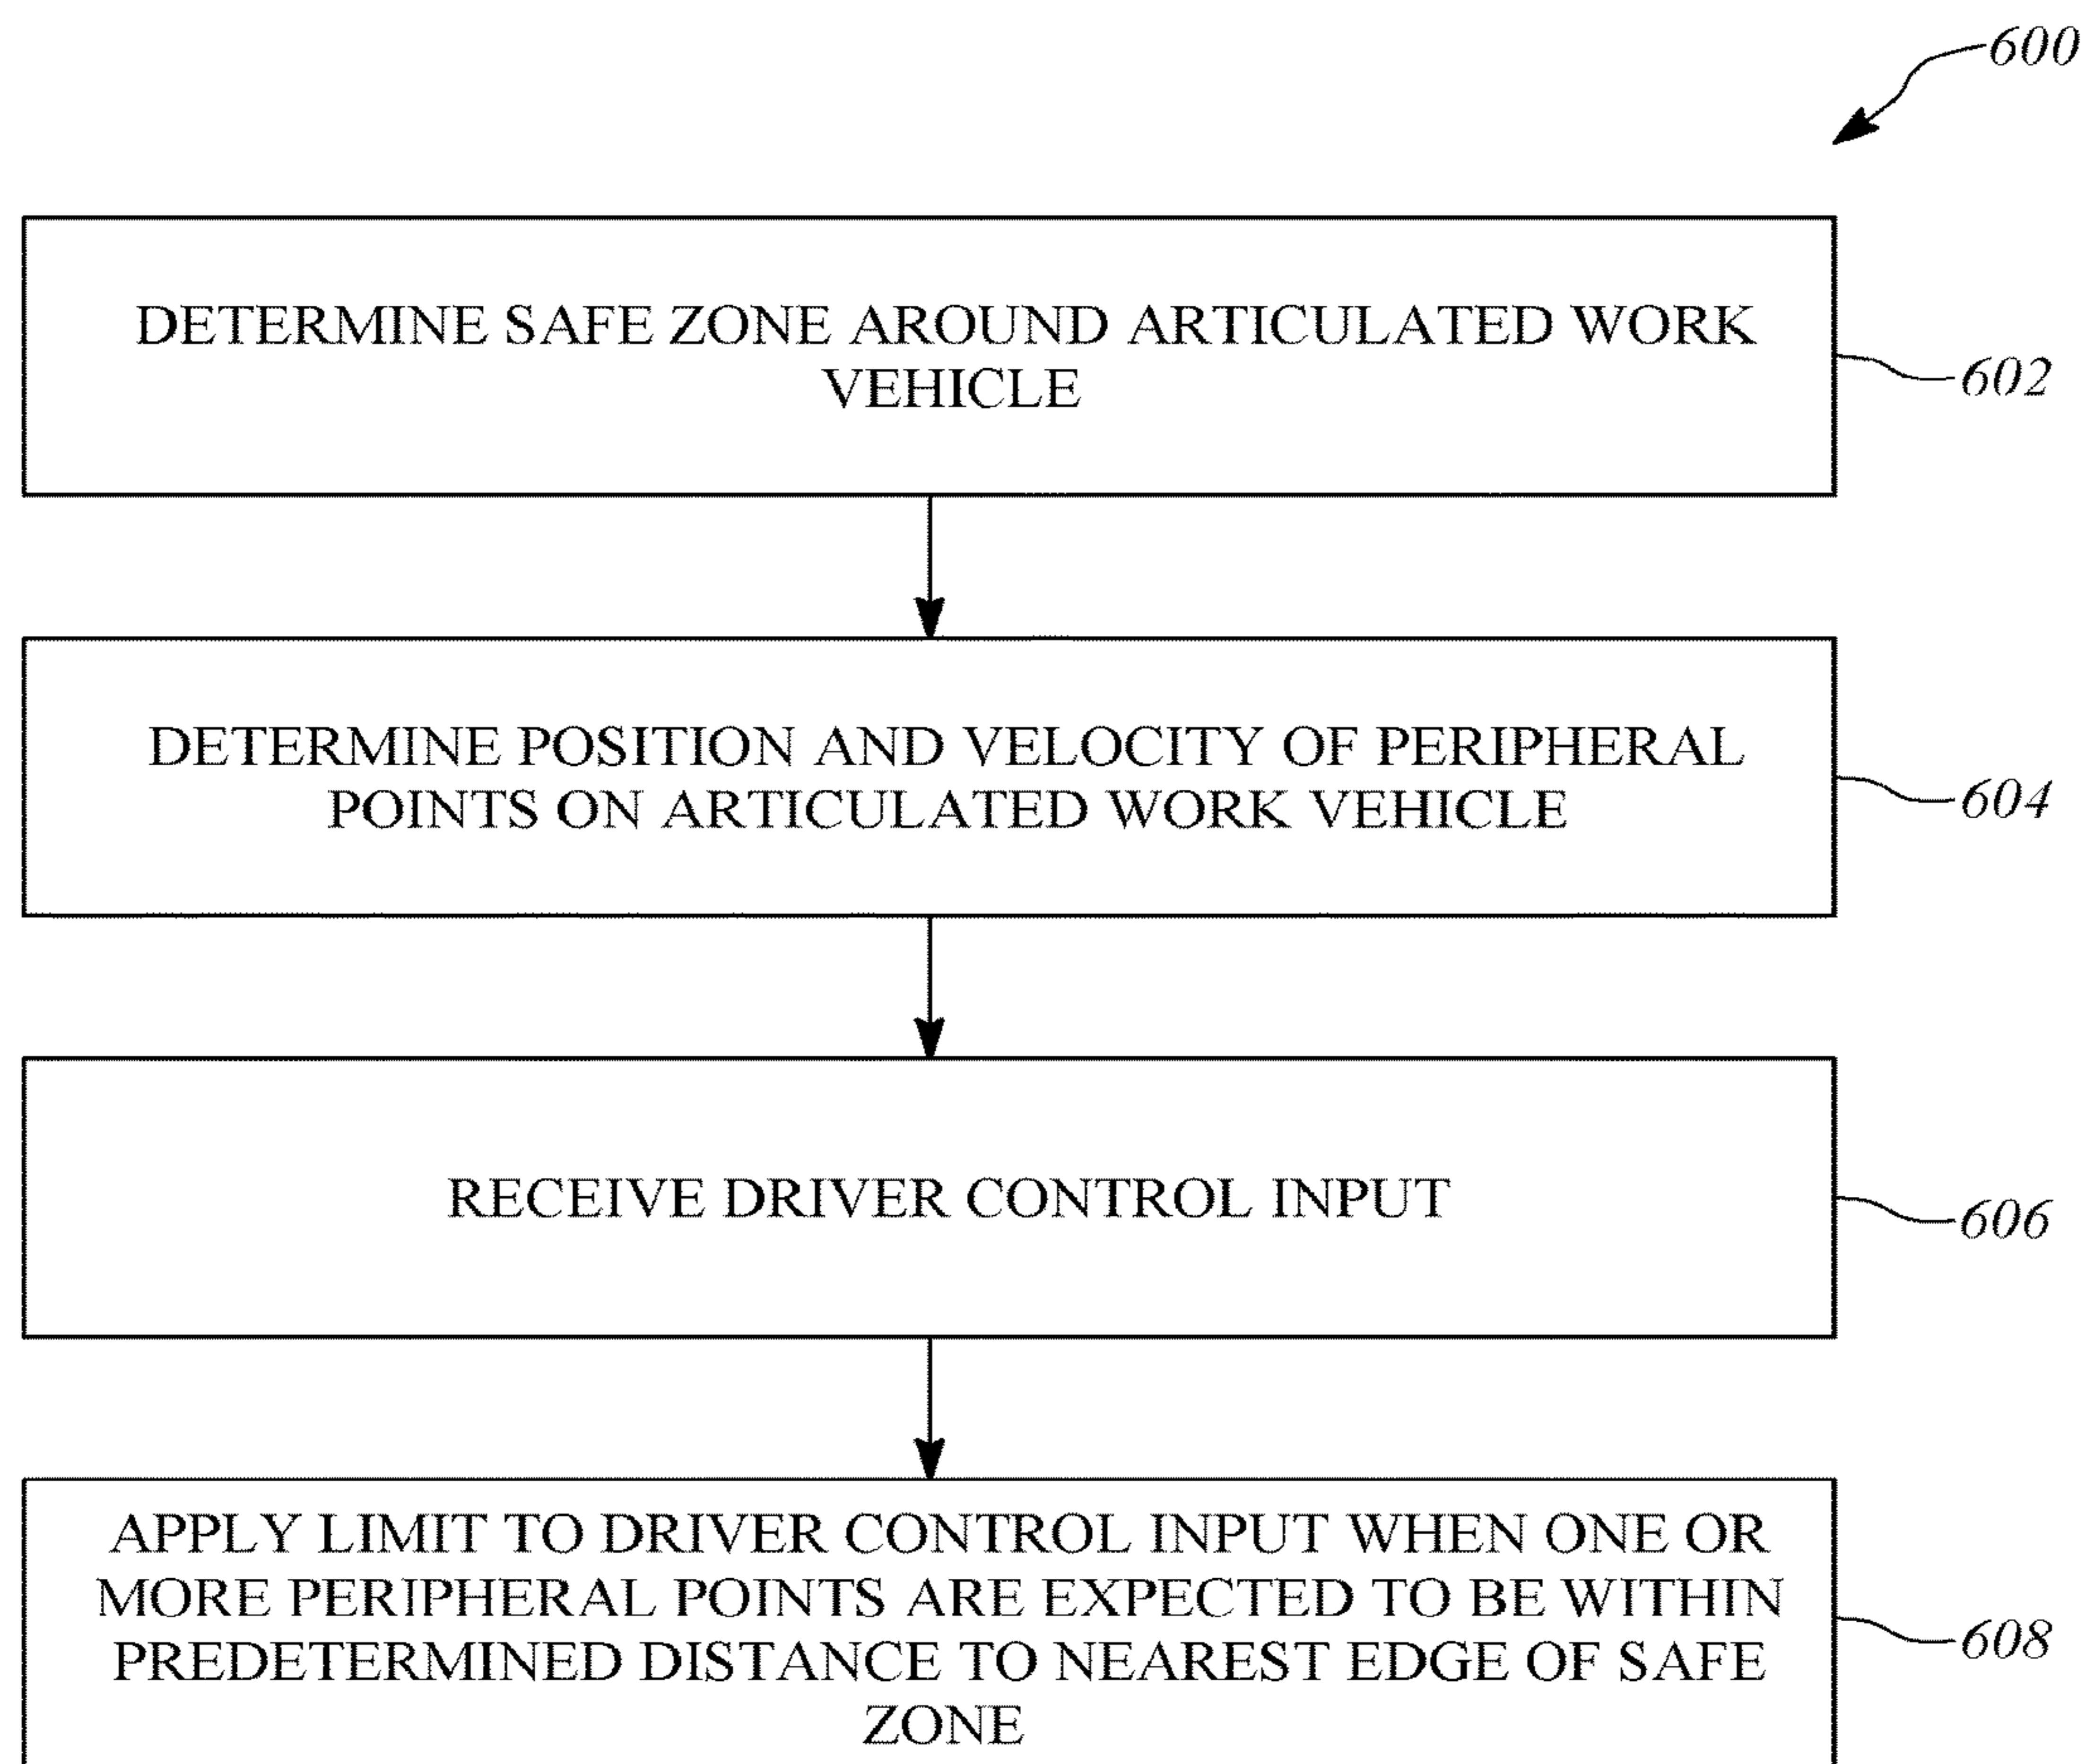 600
DETERMINE SAFE ZONE AROUND ARTICULATED WORK
VEHICLE
602
DETERMINE POSITION AND VELOCITY OF PERIPHERAL
POINTS ON ARTICULATED WORK VEHICLE
604
RECEIVE DRIVER CONTROL INPUT
606
APPLY LIMIT TO DRIVER CONTROL INPUT WHEN ONE OR
MORE PERIPHERAL POINTS ARE EXPECTED TO BE WITHIN
PREDETERMINED DISTANCE TO NEAREST EDGE OF SAFE
ZONE
608